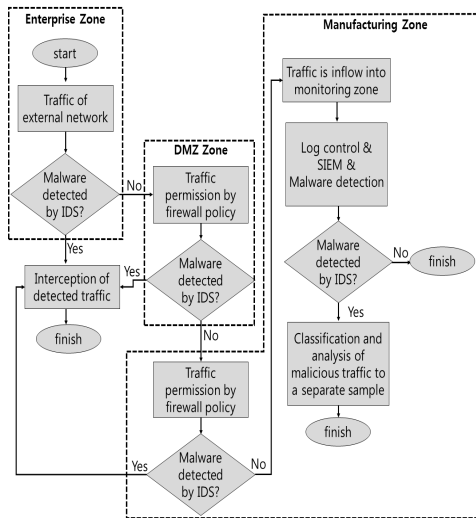 Enterprise Zone
start
Traffic of
external network
Malware
detected
by IDS?
No
Yes
Interception of
detected traffic
finish
DMZ Zone
Traffic
permission by
firewall policy
Malware
detected
by IDS?
Yes
No
Manufacturing Zone
Traffic
permission by
firewall policy
Malware
detected
by IDS?
Yes
No
Traffic is inflow into
monitoring zone
Log control &
SIEM &
Malware detection
Malware
detected
by IDS?
No
finish
Yes
Classification and
analysis of
malicious traffic to
a separate sample
finish